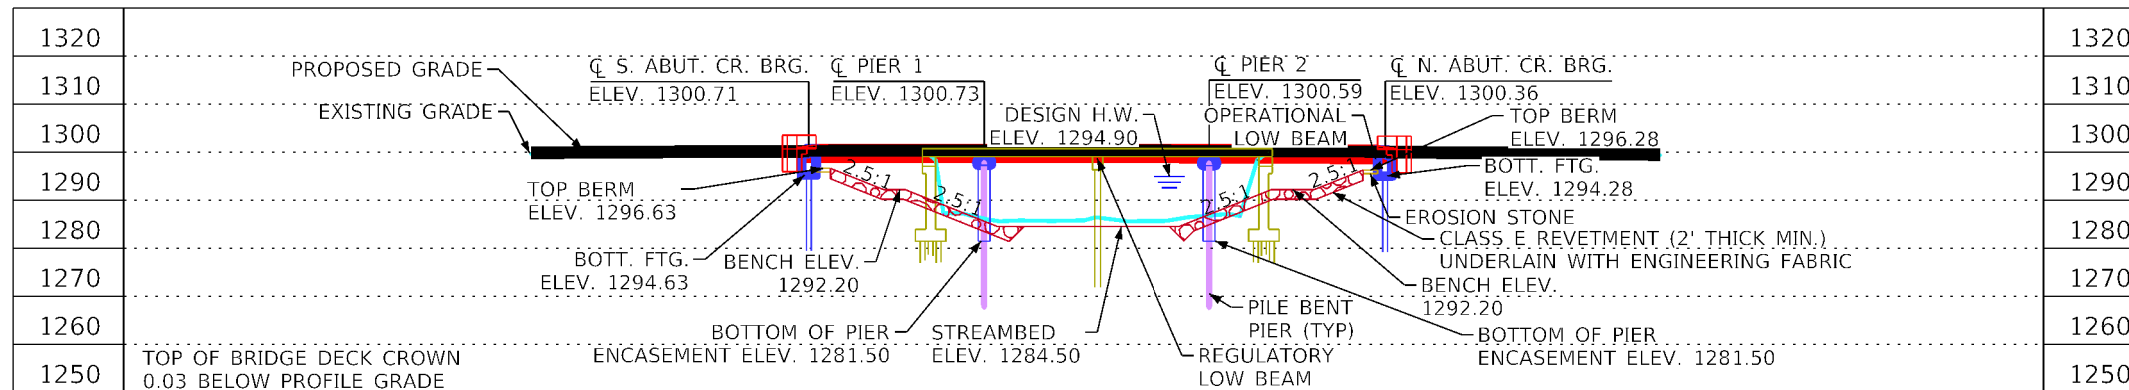 1320
1310
1300
1290
1280
1270
1260
1250
PROPOSED GRADE
EXISTING GRADE
℄ S. ABUT. CR. BRG.
ELEV. 1300.71
℄ PIER 1
ELEV. 1300.73
DESIGN H.W.
ELEV. 1294.90
℄ PIER 2
ELEV. 1300.59
OPERATIONAL
LOW BEAM
℄ N. ABUT. CR. BRG.
ELEV. 1300.36
TOP BERM
ELEV. 1296.28
BOTT. FTG.
ELEV. 1294.28
2.5:1
2.5:1
2.5:1
2.5:1
TOP BERM
ELEV. 1296.63
EROSION STONE
CLASS E REVETMENT (2' THICK MIN.)
UNDERLAIN WITH ENGINEERING FABRIC
BOTT. FTG.
ELEV. 1294.63
BENCH ELEV.
1292.20
BENCH ELEV.
1292.20
PILE BENT
PIER (TYP)
BOTTOM OF PIER
ENCASEMENT ELEV. 1281.50
STREAMBED
ELEV. 1284.50
REGULATORY
LOW BEAM
BOTTOM OF PIER
ENCASEMENT ELEV. 1281.50
TOP OF BRIDGE DECK CROWN
0.03 BELOW PROFILE GRADE
1320
1310
1300
1290
1280
1270
1260
1250